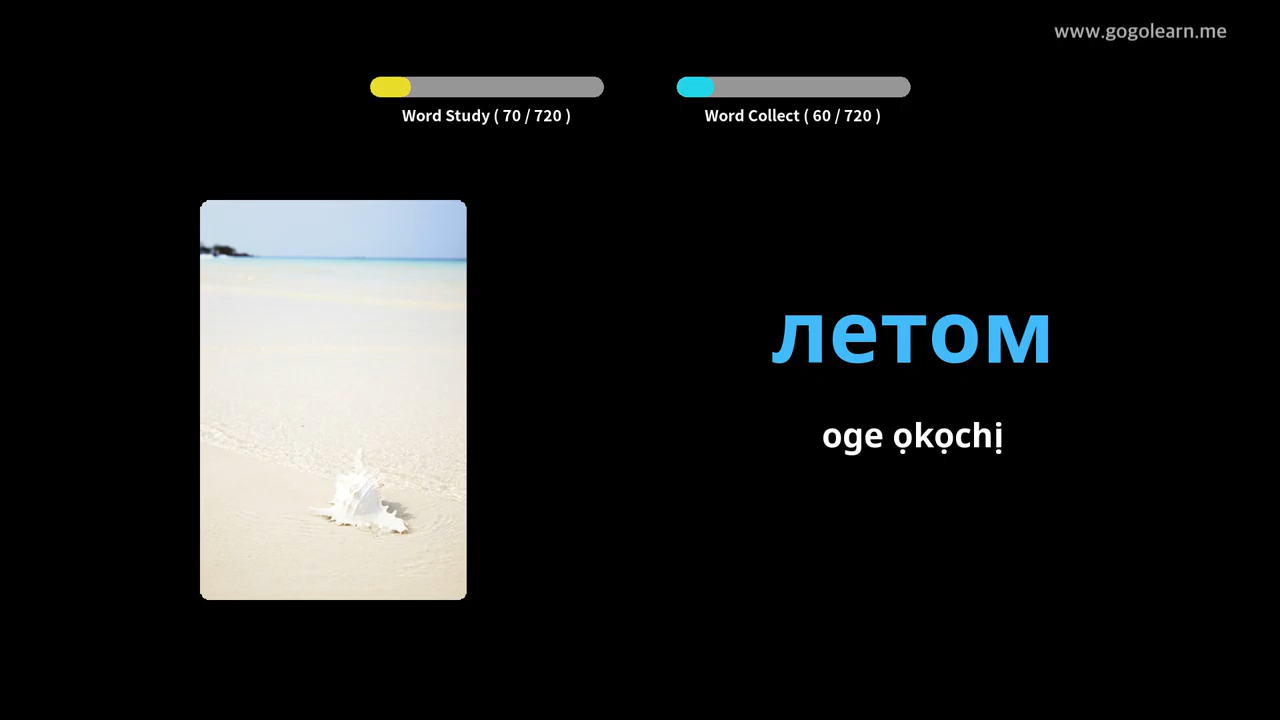 www.gogolearn.me
Word Study ( 70 / 720 )
Word Collect ( 60 / 720 )
летом
oge ọkọchị